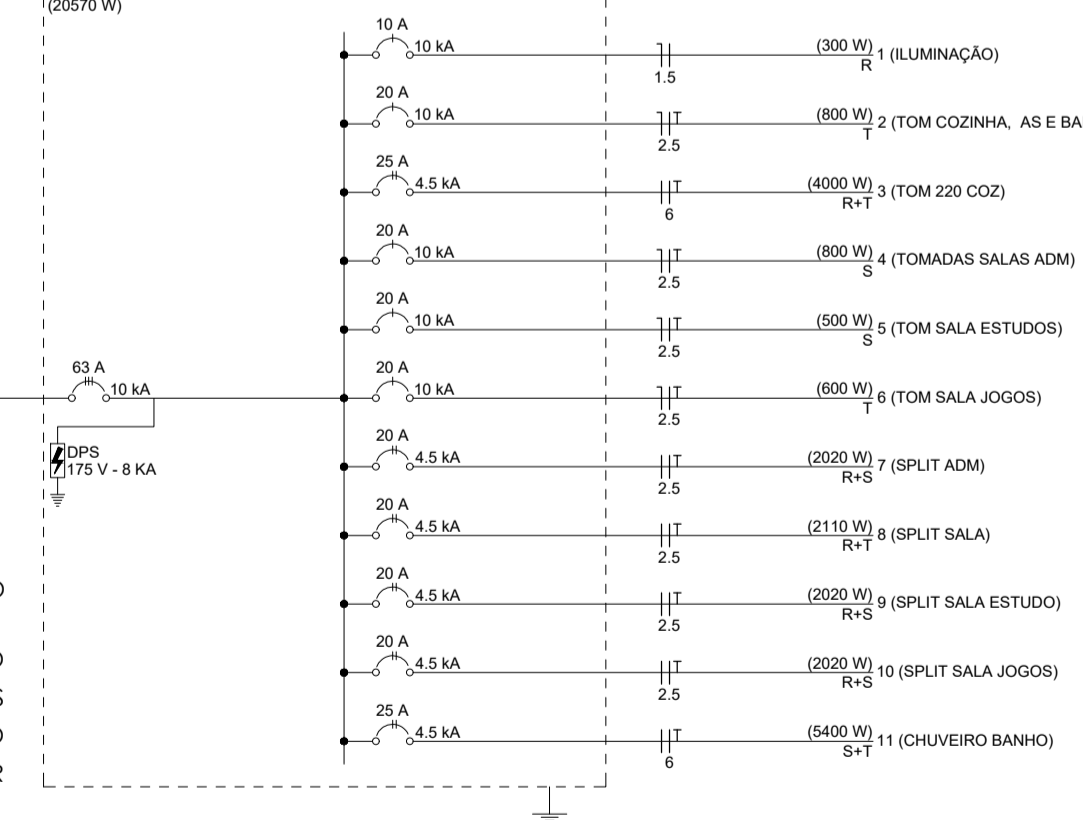 (20570 W)
10 A
10 kA
1.5
(300 W)
R
1 (ILUMINAÇÃO)
20 A
10 kA
T
2.5
(800 W)
T
2 (TOM COZINHA, AS E BA
25 A
4.5 kA
T
6
(4000 W)
R+T
3 (TOM 220 COZ)
20 A
10 kA
T
2.5
(800 W)
S
4 (TOMADAS SALAS ADM)
20 A
10 kA
T
2.5
(500 W)
S
5 (TOM SALA ESTUDOS)
63 A
10 kA
DPS
175 V - 8 KA
20 A
10 kA
T
2.5
(600 W)
T
6 (TOM SALA JOGOS)
20 A
4.5 kA
T
2.5
(2020 W)
R+S
7 (SPLIT ADM)
20 A
4.5 kA
T
2.5
(2110 W)
R+T
8 (SPLIT SALA)
20 A
4.5 kA
T
2.5
(2020 W)
R+S
9 (SPLIT SALA ESTUDO)
20 A
4.5 kA
T
2.5
(2020 W)
R+S
10 (SPLIT SALA JOGOS)
25 A
4.5 kA
T
6
(5400 W)
S+T
11 (CHUVEIRO BANHO)